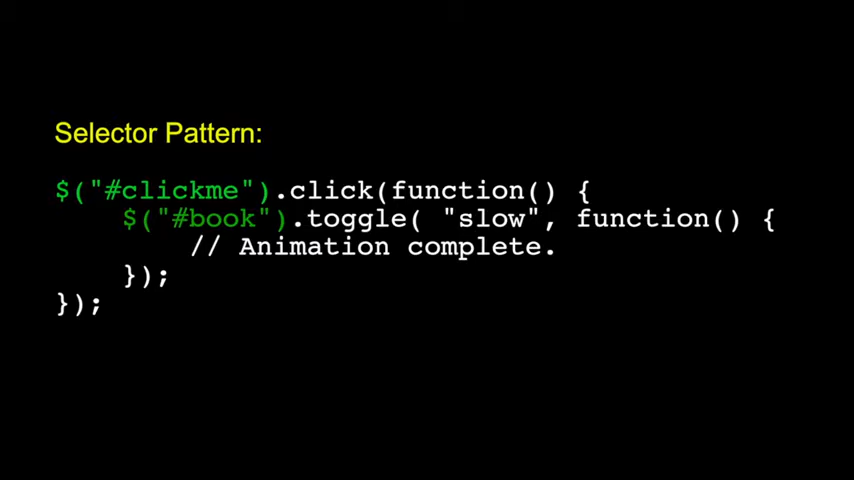 Selector Pattern:
$("#clickme").click(function() {
    $("#book").toggle( "slow", function() {
        // Animation complete.
    });
});